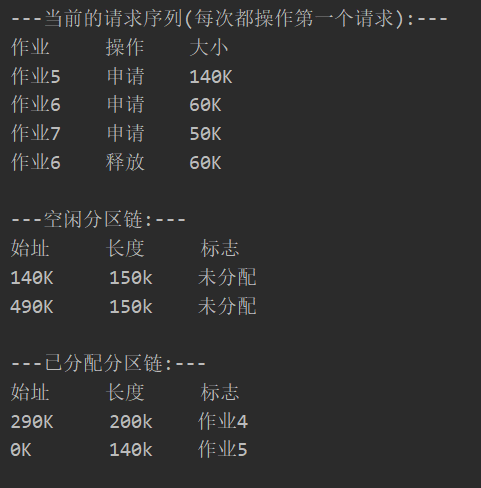 ---当前的请求序列(每次都操作第一个请求):---
作业 操作 大小
作业5 申请 140K
作业6 申请 60K
作业7 申请 50K
作业6 释放 60K
---空闲分区链:---
始址 长度 标志
140K 150k 未分配
490K 150k 未分配
---已分配分区链:---
始址 长度 标志
290K 200k 作业4
0K 140k 作业5